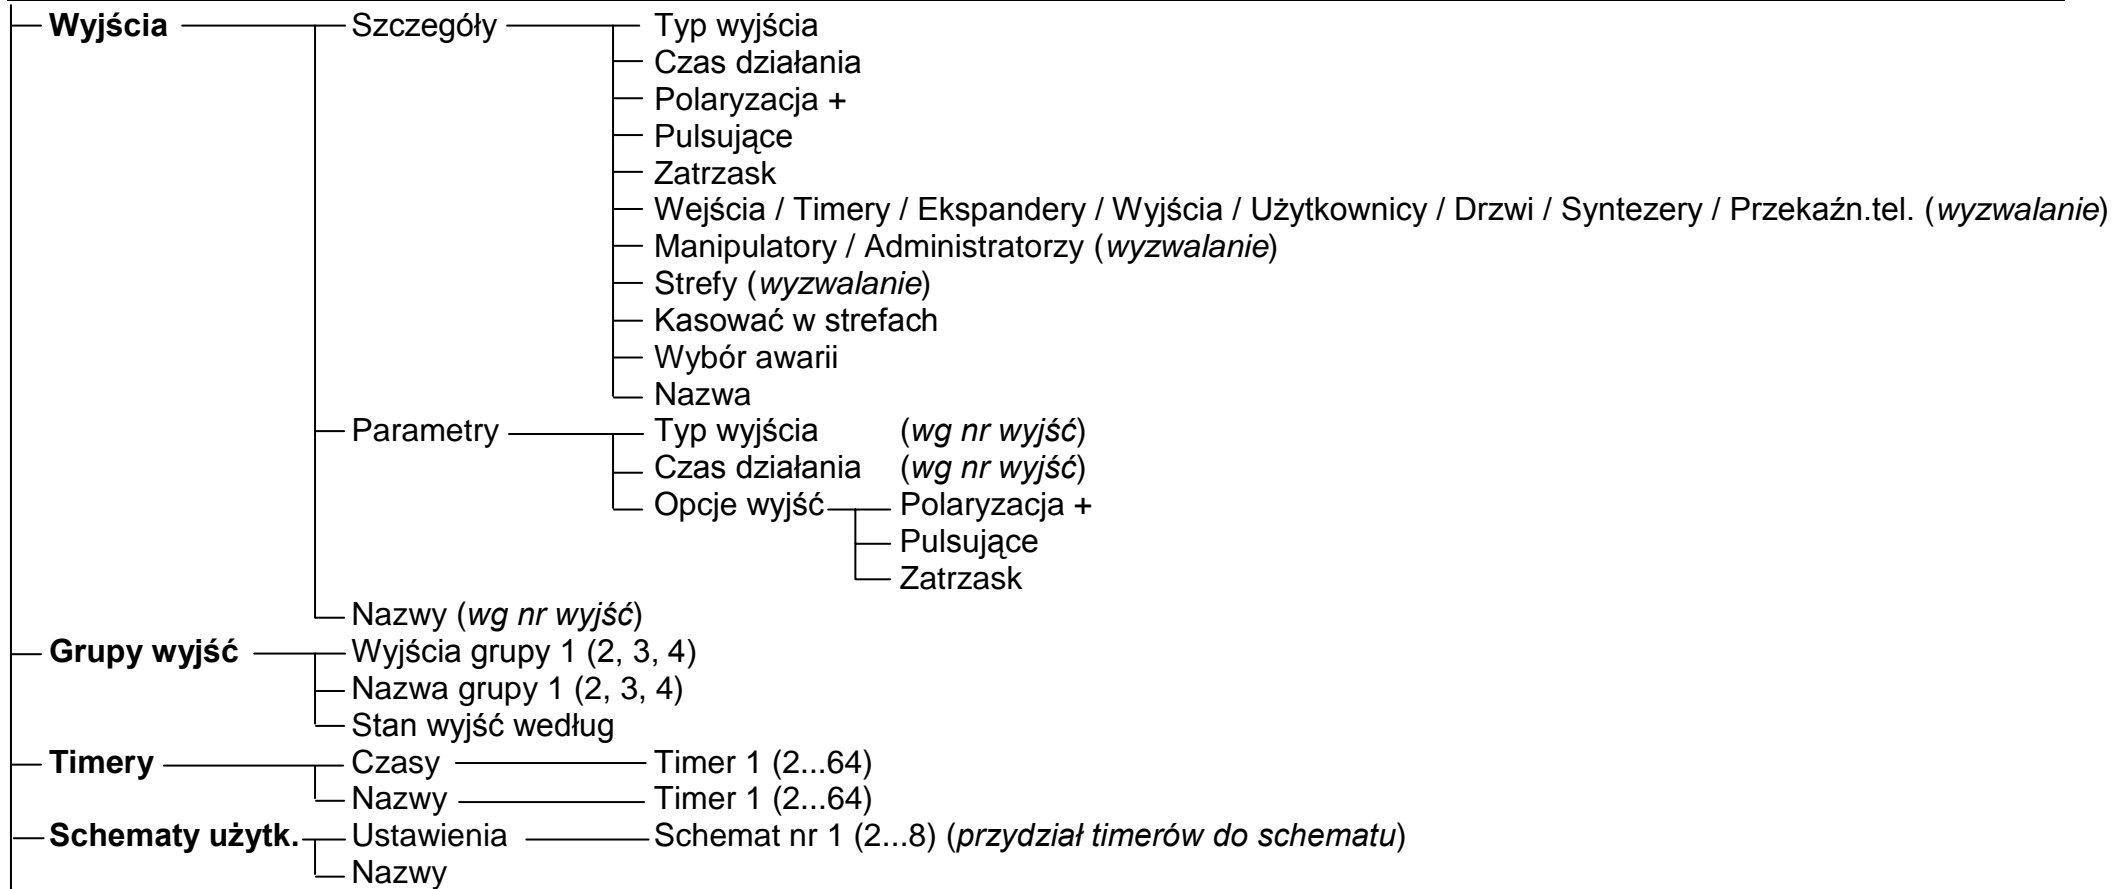 Wyjścia Szczegóły Typ wyjścia
Czas działania
Polaryzacja +
Pulsujące
Zatrzask
Wejścia / Timery / Ekspandery / Wyjścia / Użytkownicy / Drzwi / Syntezery / Przekaźn.tel. (wyzwalanie)
Manipulatory / Administratorzy (wyzwalanie)
Strefy (wyzwalanie)
Kasować w strefach
Wybór awarii
Nazwa
Parametry Typ wyjścia (wg nr wyjść)
Czas działania (wg nr wyjść)
Opcje wyjść Polaryzacja +
Pulsujące
Zatrzask
Nazwy (wg nr wyjść)
Grupy wyjść Wyjścia grupy 1 (2, 3, 4)
Nazwa grupy 1 (2, 3, 4)
Stan wyjść według
Timery Czasy Timer 1 (2...64)
Nazwy Timer 1 (2...64)
Schematy użytk. Ustawienia Schemat nr 1 (2...8) (przydział timerów do schematu)
Nazwy